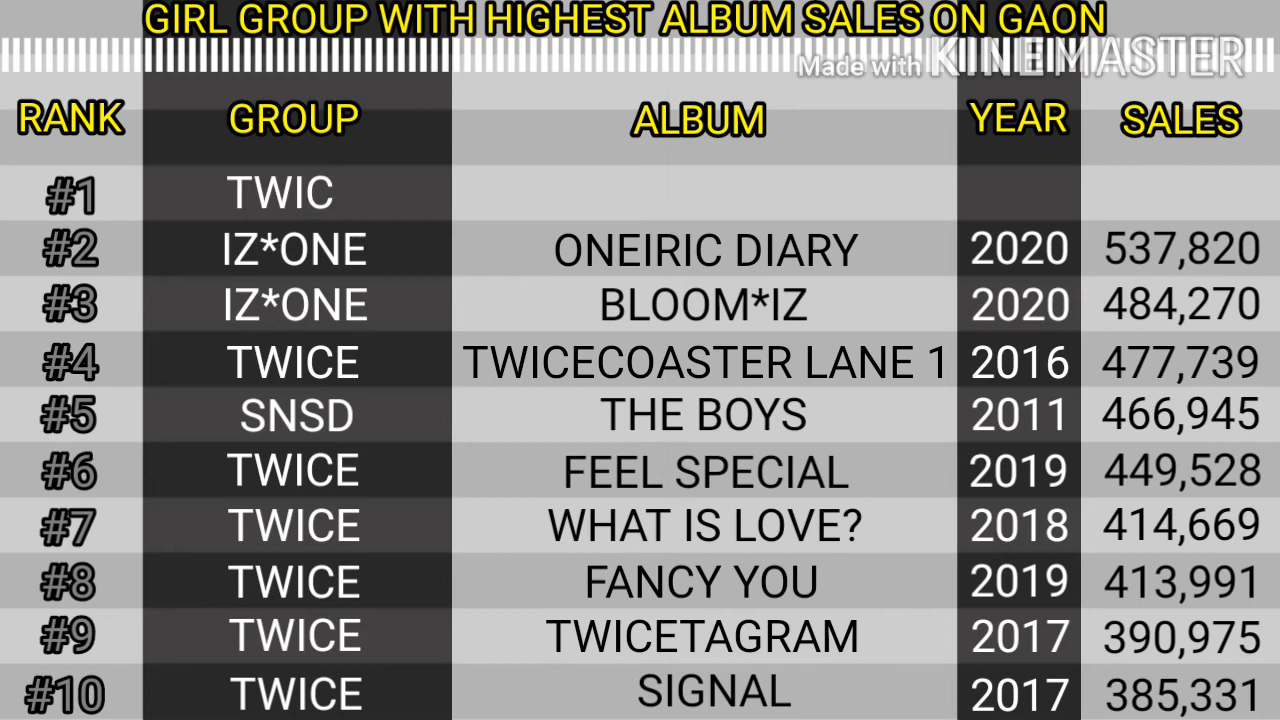 GIRL GROUP WITH HIGHEST ALBUM SALES ON GAON
Made with KINEMASTER
RANK GROUP ALBUM YEAR SALES
#1 TWIC
#2 IZ*ONE ONEIRIC DIARY 2020 537,820
#3 IZ*ONE BLOOM*IZ 2020 484,270
#4 TWICE TWICECOASTER LANE 1 2016 477,739
#5 SNSD THE BOYS 2011 466,945
#6 TWICE FEEL SPECIAL 2019 449,528
#7 TWICE WHAT IS LOVE? 2018 414,669
#8 TWICE FANCY YOU 2019 413,991
#9 TWICE TWICETAGRAM 2017 390,975
#10 TWICE SIGNAL 2017 385,331